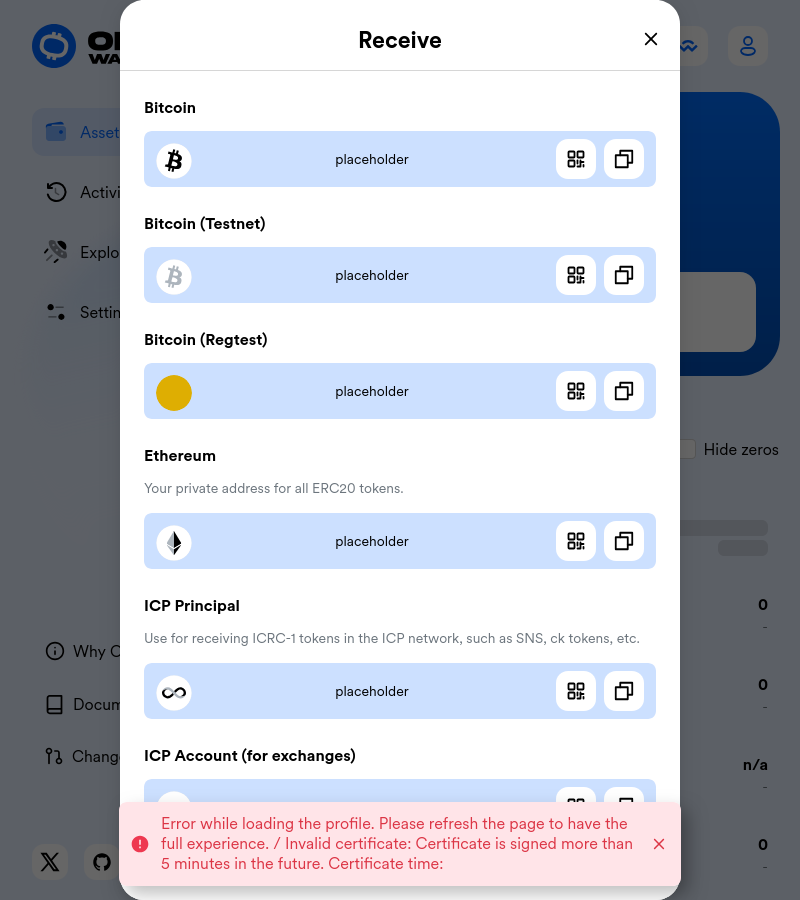 Receive
Bitcoin
placeholder
Bitcoin (Testnet)
placeholder
Bitcoin (Regtest)
placeholder
Ethereum
Your private address for all ERC20 tokens.
placeholder
ICP Principal
Use for receiving ICRC-1 tokens in the ICP network, such as SNS, ck tokens, etc.
placeholder
ICP Account (for exchanges)
Error while loading the profile. Please refresh the page to have the
full experience. / Invalid certificate: Certificate is signed more than
5 minutes in the future. Certificate time:
Asset
Activi
Explo
Settin
Why O
Docum
Change
Hide zeros
0
-
0
-
n/a
-
0
-